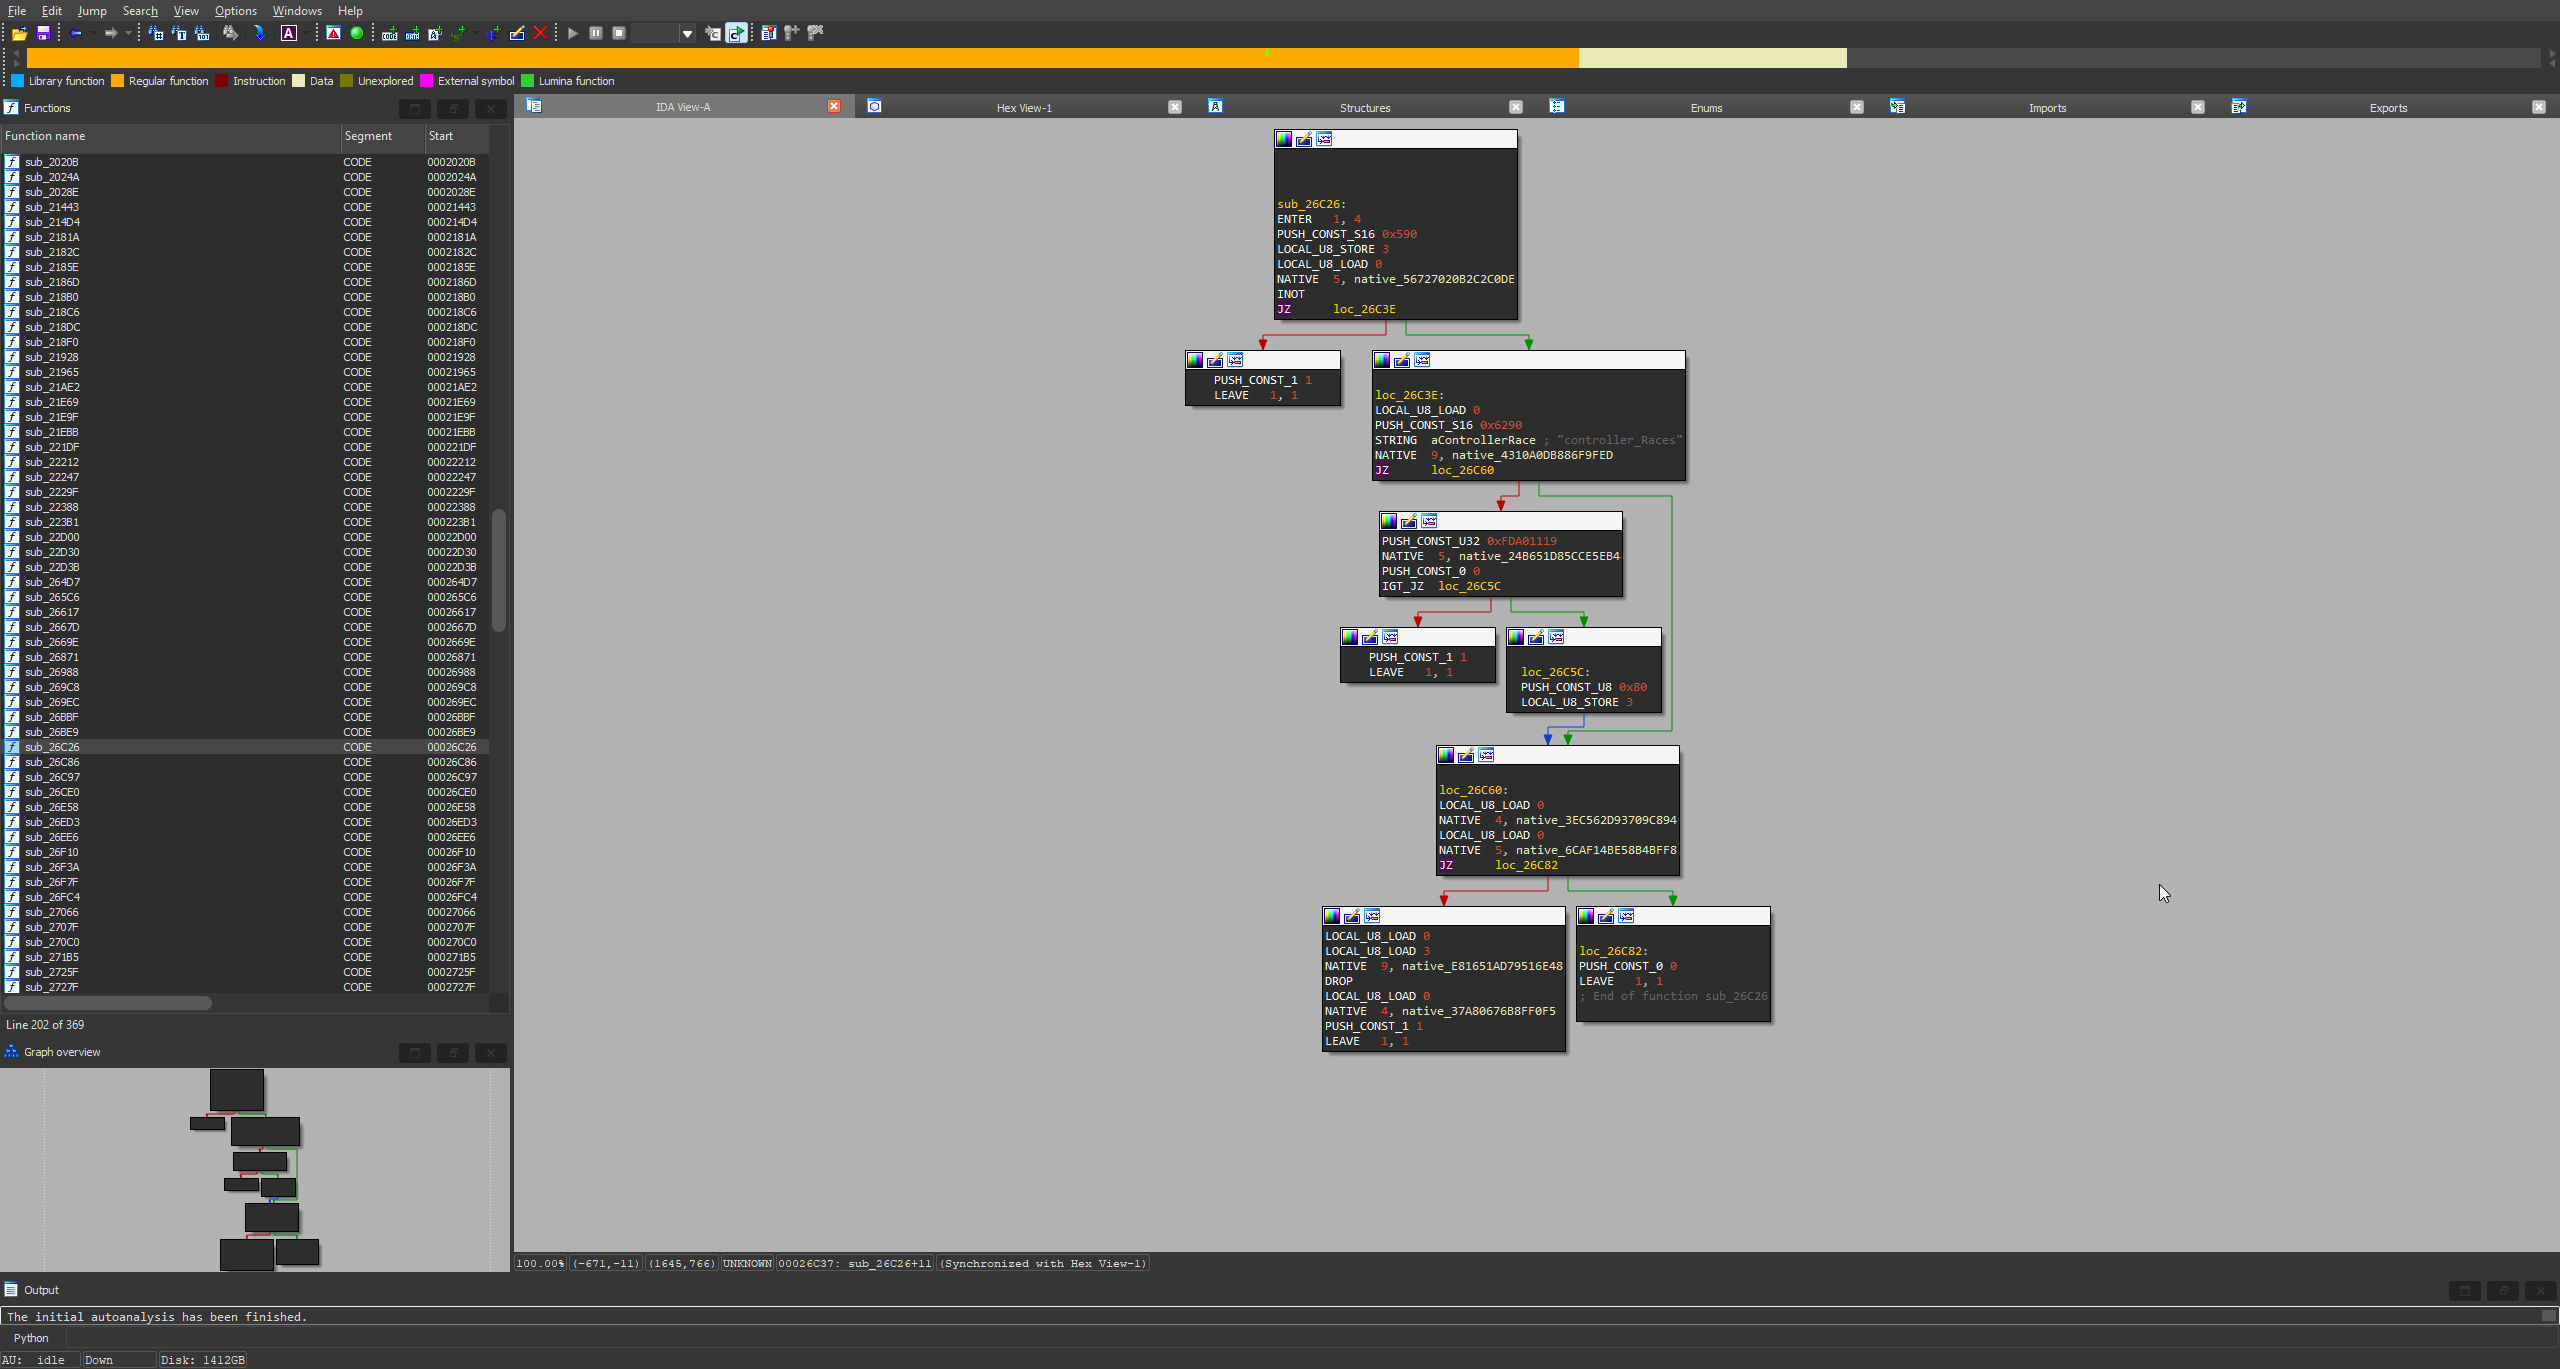 File Edit Jump Search View Options Windows Help
Library function Regular function Instruction Data Unexplored External symbol Lumina function
Functions
Function name Segment Start
sub_2020B CODE 0002020B
sub_2024A CODE 0002024A
sub_2028E CODE 0002028E
sub_21443 CODE 00021443
sub_214D4 CODE 000214D4
sub_2181A CODE 0002181A
sub_2182C CODE 0002182C
sub_2185E CODE 0002185E
sub_2186D CODE 0002186D
sub_218B0 CODE 000218B0
sub_218C6 CODE 000218C6
sub_218DC CODE 000218DC
sub_218F0 CODE 000218F0
sub_21928 CODE 00021928
sub_21965 CODE 00021965
sub_21AE2 CODE 00021AE2
sub_21E69 CODE 00021E69
sub_21E9F CODE 00021E9F
sub_21EBB CODE 00021EBB
sub_221DF CODE 000221DF
sub_22212 CODE 00022212
sub_22247 CODE 00022247
sub_2229F CODE 0002229F
sub_22388 CODE 00022388
sub_223B1 CODE 000223B1
sub_22D00 CODE 00022D00
sub_22D30 CODE 00022D30
sub_22D3B CODE 00022D3B
sub_264D7 CODE 000264D7
sub_265C6 CODE 000265C6
sub_26617 CODE 00026617
sub_2667D CODE 0002667D
sub_2669E CODE 0002669E
sub_26871 CODE 00026871
sub_26988 CODE 00026988
sub_269C8 CODE 000269C8
sub_269EC CODE 000269EC
sub_26BBF CODE 00026BBF
sub_26BE9 CODE 00026BE9
sub_26C26 CODE 00026C26
sub_26C86 CODE 00026C86
sub_26C97 CODE 00026C97
sub_26CE0 CODE 00026CE0
sub_26E58 CODE 00026E58
sub_26ED3 CODE 00026ED3
sub_26EE6 CODE 00026EE6
sub_26F10 CODE 00026F10
sub_26F3A CODE 00026F3A
sub_26F7F CODE 00026F7F
sub_26FC4 CODE 00026FC4
sub_27066 CODE 00027066
sub_2707F CODE 0002707F
sub_270C0 CODE 000270C0
sub_271B5 CODE 000271B5
sub_2725F CODE 0002725F
sub_2727F CODE 0002727F
Line 202 of 369
Graph overview
IDA View-A Hex View-1 Structures Enums Imports Exports
sub_26C26:
ENTER 1, 4
PUSH_CONST_S16 0x590
LOCAL_U8_STORE 3
LOCAL_U8_LOAD 0
NATIVE 5, native_56727020B2C2C0DE
INOT
JZ loc_26C3E
PUSH_CONST_1 1
LEAVE 1, 1
loc_26C3E:
LOCAL_U8_LOAD 0
PUSH_CONST_S16 0x6290
STRING aControllerRace ; "controller_Races"
NATIVE 9, native_4310A0DB886F9FED
JZ loc_26C60
PUSH_CONST_U32 0xFDA01119
NATIVE 5, native_24B651D85CCE5EB4
PUSH_CONST_0 0
IGT_JZ loc_26C5C
PUSH_CONST_1 1
LEAVE 1, 1
loc_26C5C:
PUSH_CONST_U8 0x80
LOCAL_U8_STORE 3
loc_26C60:
LOCAL_U8_LOAD 0
NATIVE 4, native_3EC562D93709C894
LOCAL_U8_LOAD 0
NATIVE 5, native_6CAF14BE58B4BFF8
JZ loc_26C82
LOCAL_U8_LOAD 0
LOCAL_U8_LOAD 3
NATIVE 9, native_E81651AD79516E48
DROP
LOCAL_U8_LOAD 0
NATIVE 4, native_37A80676B8FF0F5
PUSH_CONST_1 1
LEAVE 1, 1
loc_26C82:
PUSH_CONST_0 0
LEAVE 1, 1
; End of function sub_26C26
100.00% (-671,-11) (1645,766) UNKNOWN 00026C37: sub_26C26+11 (Synchronized with Hex View-1)
Output
The initial autoanalysis has been finished.
Python
AU: idle Down Disk: 1412GB